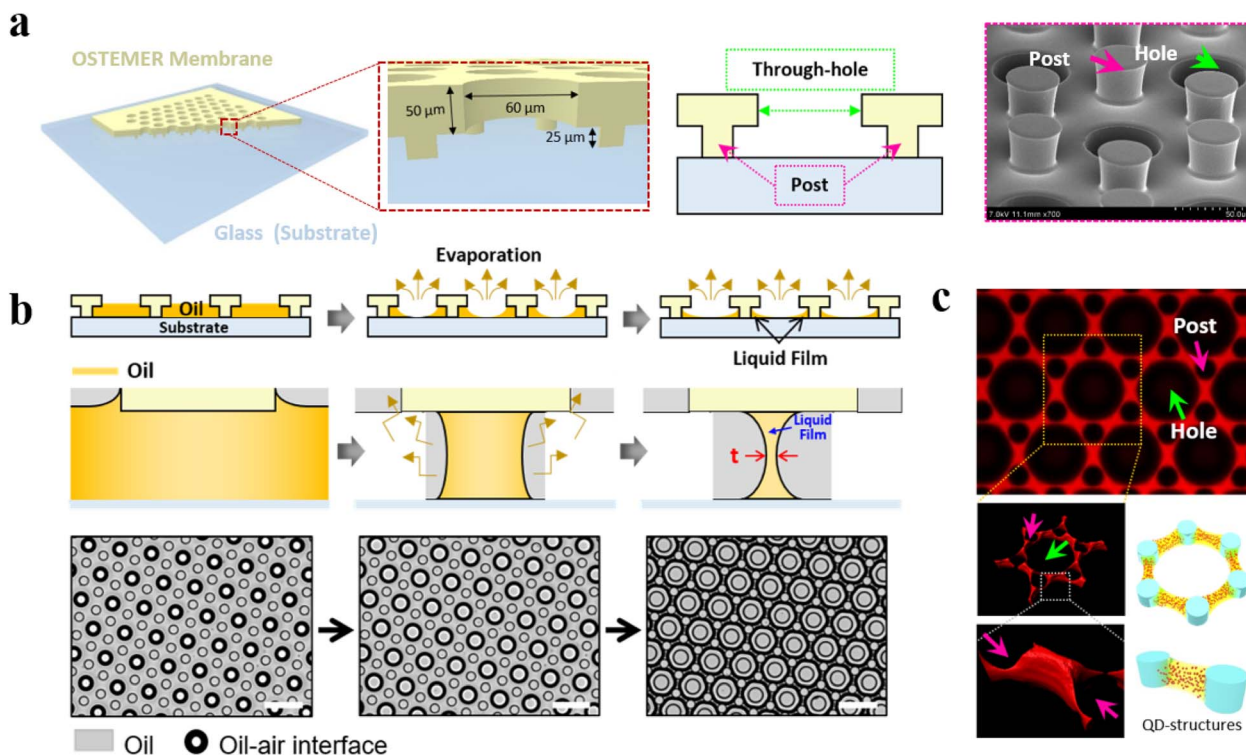 a
OSTEMER Membrane
50 μm
60 μm
25 μm
Glass (Substrate)
Through-hole
Post
Post
Hole
7.0kV 11.1mm x700
50.0u
b
Oil
Substrate
Evaporation
Liquid Film
Oil
Liquid
Film
t
Oil
Oil-air interface
c
Post
Hole
QD-structures